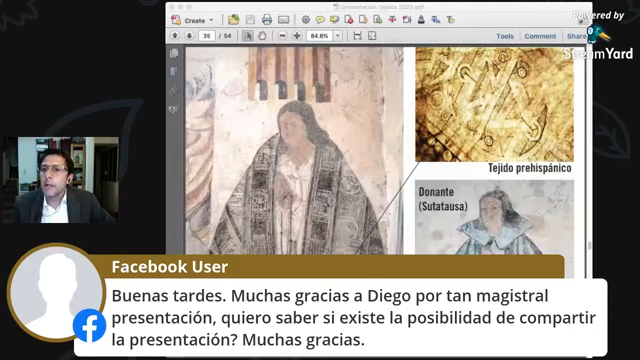 presentacion tejidos 2020.pdf
Create
35 / 54
84.6%
Tools
Comment
Share
Powered by
StreamYard
Tejido prehispánico
Donante
(Sutatausa)
Facebook User
Buenas tardes. Muchas gracias a Diego por tan magistral
presentación, quiero saber si existe la posibilidad de compartir
la presentación? Muchas gracias.